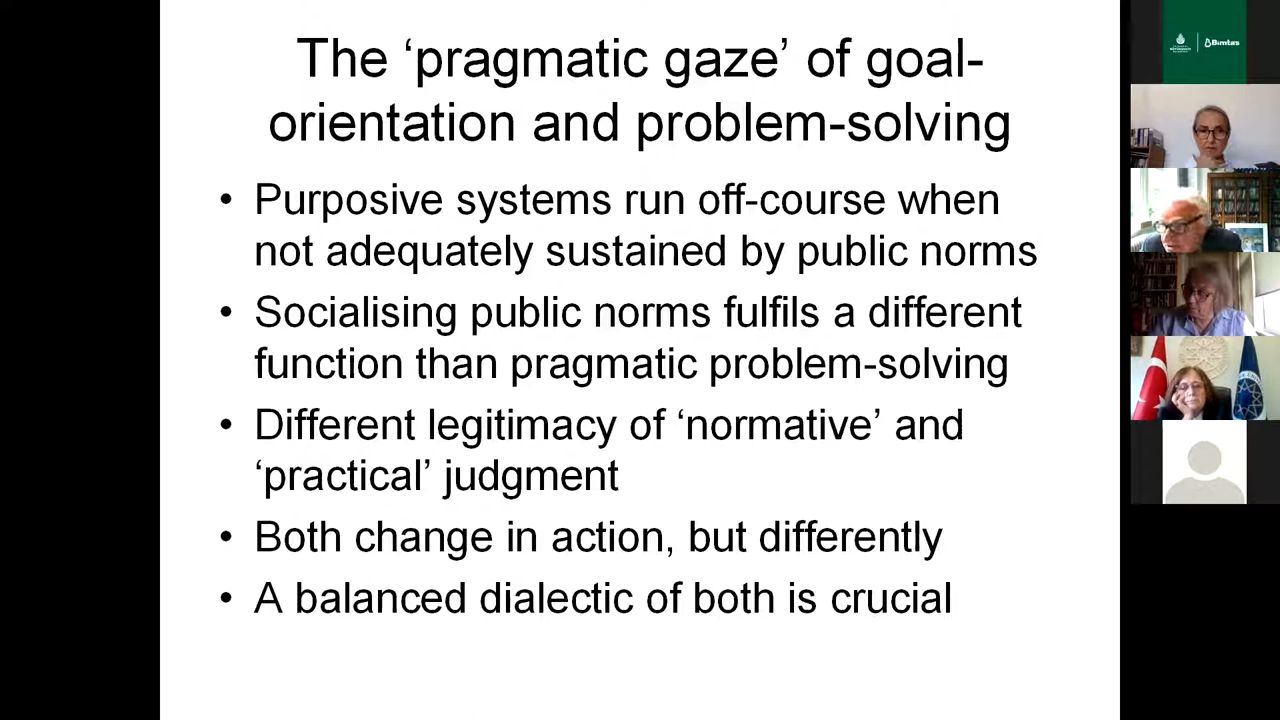 The ‘pragmatic gaze’ of goal-
orientation and problem-solving
• Purposive systems run off-course when
not adequately sustained by public norms
• Socialising public norms fulfils a different
function than pragmatic problem-solving
• Different legitimacy of ‘normative’ and
‘practical’ judgment
• Both change in action, but differently
• A balanced dialectic of both is crucial
Bimtaş